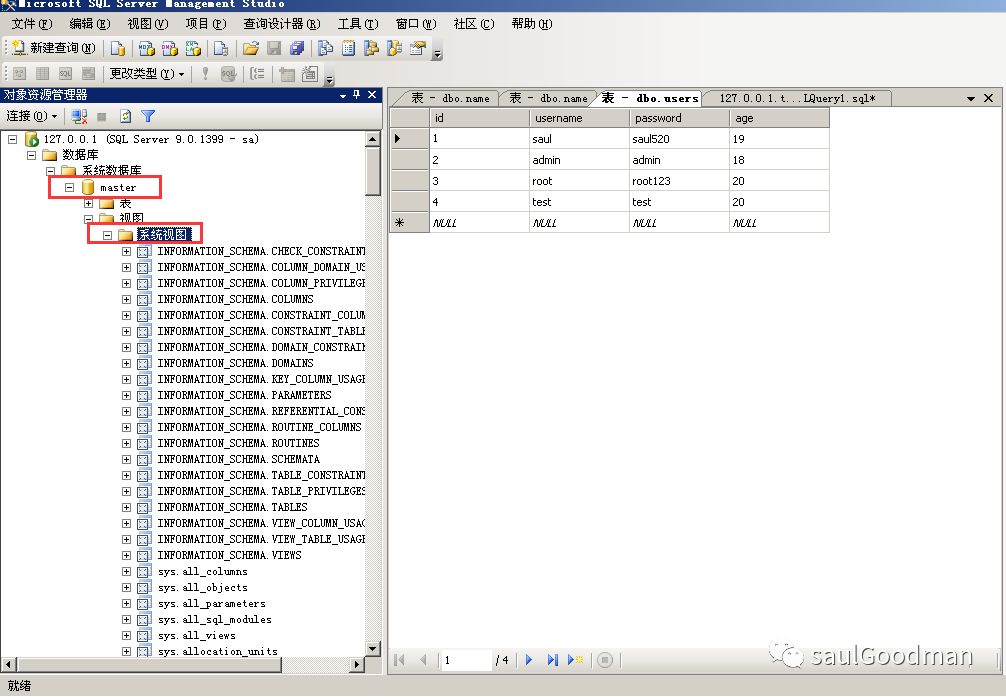 Microsoft SQL Server Management Studio
文件(F) 编辑(E) 视图(V) 项目(P) 查询设计器(R) 工具(T) 窗口(W) 社区(C) 帮助(H)
新建查询(N)
更改类型(Y)
对象资源管理器
连接(O)
127.0.0.1 (SQL Server 9.0.1399 - sa)
数据库
系统数据库
master
表
视图
系统视图
INFORMATION_SCHEMA.CHECK_CONSTRAINT
INFORMATION_SCHEMA.COLUMN_DOMAIN_US
INFORMATION_SCHEMA.COLUMN_PRIVILEGE
INFORMATION_SCHEMA.COLUMNS
INFORMATION_SCHEMA.CONSTRAINT_COLUM
INFORMATION_SCHEMA.CONSTRAINT_TABLE
INFORMATION_SCHEMA.DOMAIN_CONSTRAIN
INFORMATION_SCHEMA.DOMAINS
INFORMATION_SCHEMA.KEY_COLUMN_USAGE
INFORMATION_SCHEMA.PARAMETERS
INFORMATION_SCHEMA.REFERENTIAL_CONS
INFORMATION_SCHEMA.ROUTINE_COLUMNS
INFORMATION_SCHEMA.ROUTINES
INFORMATION_SCHEMA.SCHEMATA
INFORMATION_SCHEMA.TABLE_CONSTRAINT
INFORMATION_SCHEMA.TABLE_PRIVILEGES
INFORMATION_SCHEMA.TABLES
INFORMATION_SCHEMA.VIEW_COLUMN_USAG
INFORMATION_SCHEMA.VIEW_TABLE_USAGE
INFORMATION_SCHEMA.VIEWS
sys.all_columns
sys.all_objects
sys.all_parameters
sys.all_sql_modules
sys.all_views
sys.allocation_units
表 - dbo.name 表 - dbo.name 表 - dbo.users 127.0.0.1.t...LQuery1.sql*
id username password age
1 saul saul520 19
2 admin admin 18
3 root root123 20
4 test test 20
NULL NULL NULL NULL
1 / 4
saulGoodman
就绪